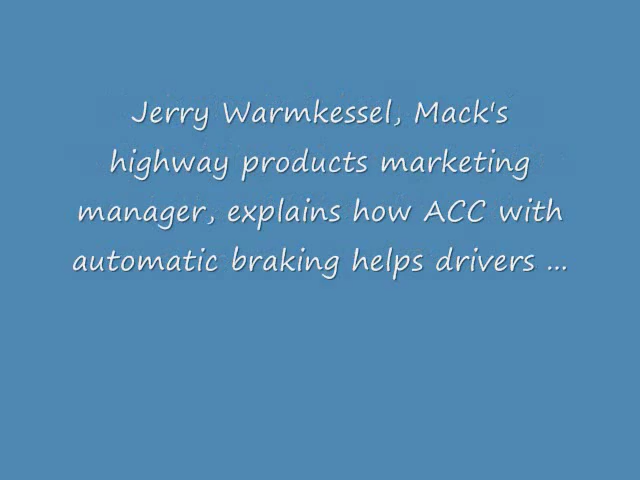 Jerry Warmkessel, Mack's
highway products marketing
manager, explains how ACC with
automatic braking helps drivers ...